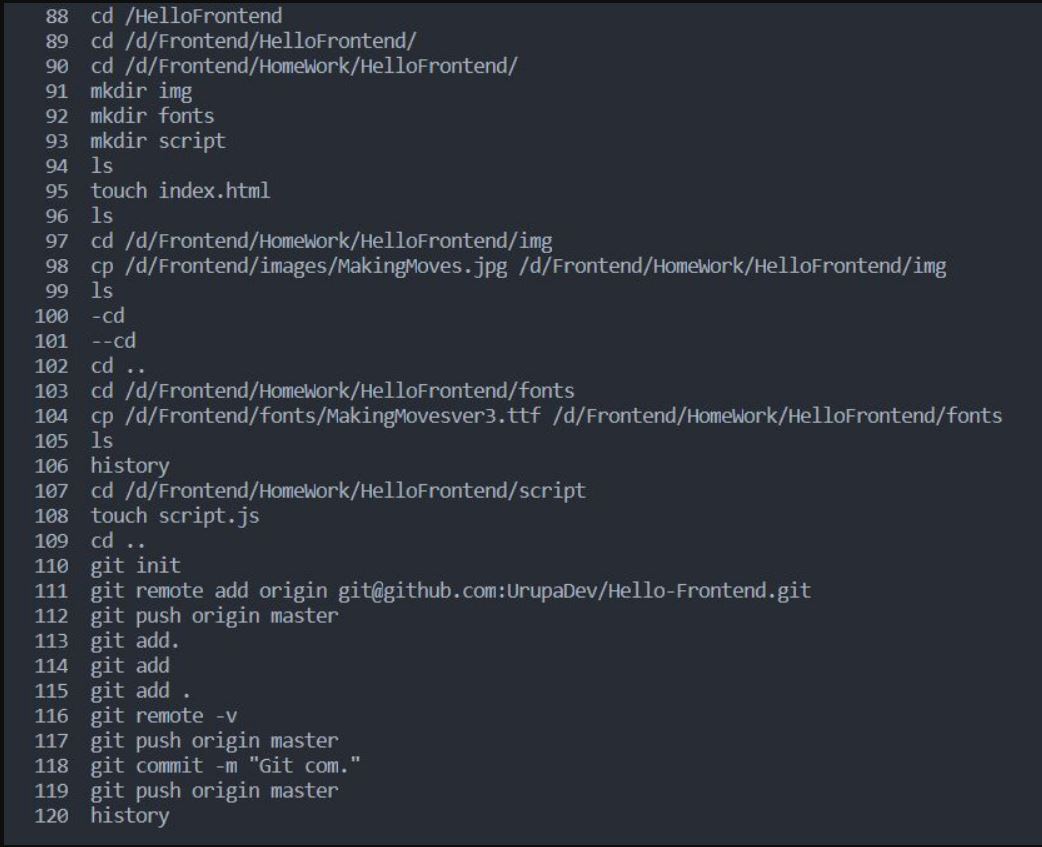 88 cd /HelloFrontend
89 cd /d/Frontend/HelloFrontend/
90 cd /d/Frontend/HomeWork/HelloFrontend/
91 mkdir img
92 mkdir fonts
93 mkdir script
94 ls
95 touch index.html
96 ls
97 cd /d/Frontend/HomeWork/HelloFrontend/img
98 cp /d/Frontend/images/MakingMoves.jpg /d/Frontend/HomeWork/HelloFrontend/img
99 ls
100 -cd
101 --cd
102 cd ..
103 cd /d/Frontend/HomeWork/HelloFrontend/fonts
104 cp /d/Frontend/fonts/MakingMovesver3.ttf /d/Frontend/HomeWork/HelloFrontend/fonts
105 ls
106 history
107 cd /d/Frontend/HomeWork/HelloFrontend/script
108 touch script.js
109 cd ..
110 git init
111 git remote add origin git@github.com:UrupaDev/Hello-Frontend.git
112 git push origin master
113 git add.
114 git add
115 git add .
116 git remote -v
117 git push origin master
118 git commit -m "Git com."
119 git push origin master
120 history